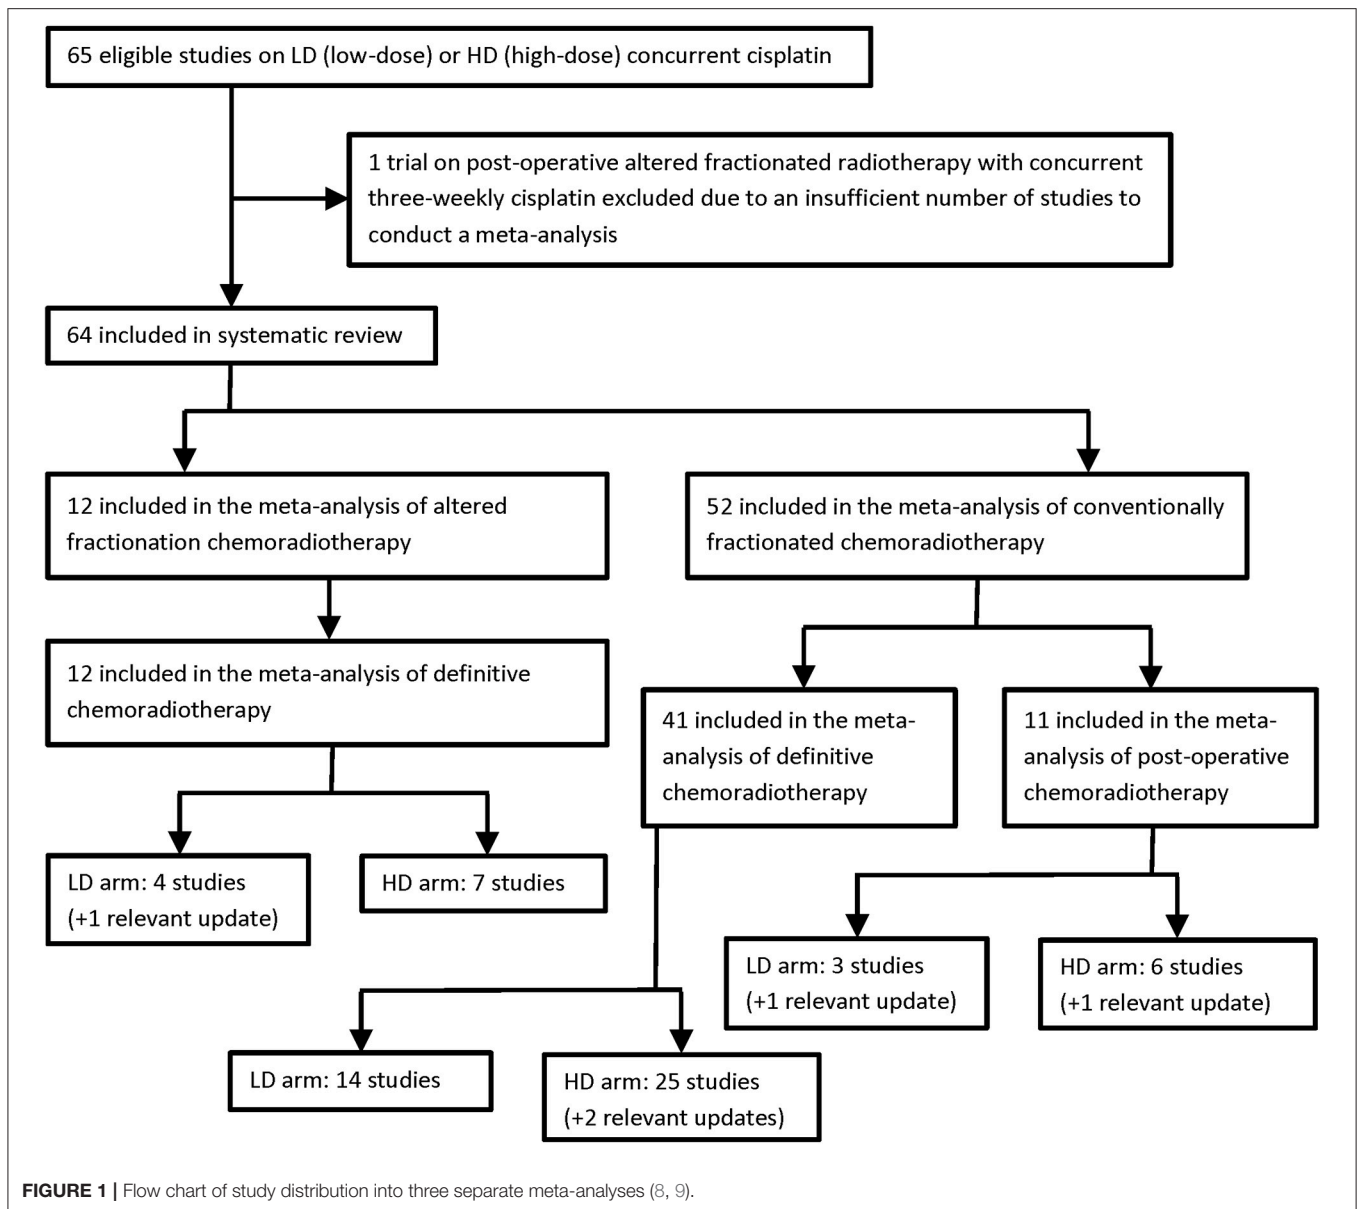 65 eligible studies on LD (low-dose) or HD (high-dose) concurrent cisplatin
1 trial on post-operative altered fractionated radiotherapy with concurrent
three-weekly cisplatin excluded due to an insufficient number of studies to
conduct a meta-analysis
64 included in systematic review
12 included in the meta-analysis of altered
fractionation chemoradiotherapy
52 included in the meta-analysis of conventionally
fractionated chemoradiotherapy
12 included in the meta-analysis of definitive
chemoradiotherapy
41 included in the meta-
analysis of definitive
chemoradiotherapy
11 included in the meta-
analysis of post-operative
chemoradiotherapy
LD arm: 4 studies
(+1 relevant update)
HD arm: 7 studies
LD arm: 3 studies
(+1 relevant update)
HD arm: 6 studies
(+1 relevant update)
LD arm: 14 studies
HD arm: 25 studies
(+2 relevant updates)
FIGURE 1 | Flow chart of study distribution into three separate meta-analyses (8, 9).